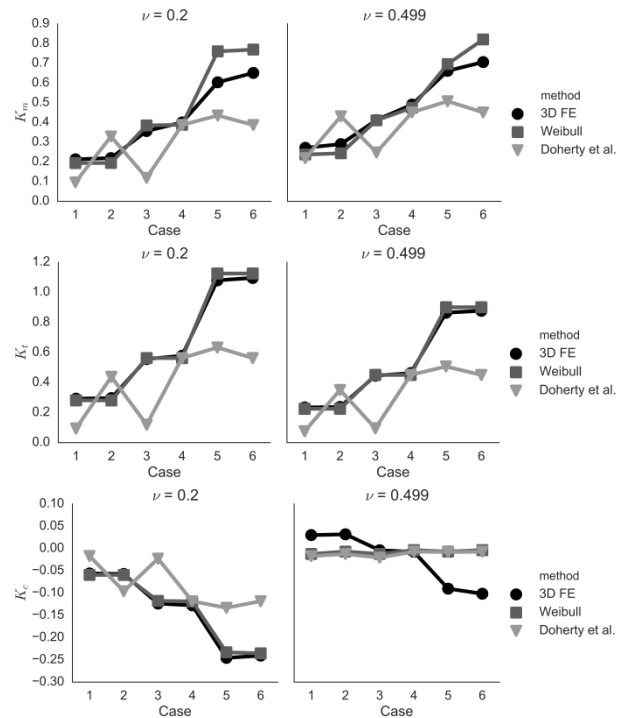 ν = 0.2
ν = 0.499
K_m
0.9
0.8
0.7
0.6
0.5
0.4
0.3
0.2
0.1
0.0
1 2 3 4 5 6
Case
1 2 3 4 5 6
Case
method
3D FE
Weibull
Doherty et al.
ν = 0.2
ν = 0.499
K_t
1.2
1.0
0.8
0.6
0.4
0.2
0.0
1 2 3 4 5 6
Case
1 2 3 4 5 6
Case
method
3D FE
Weibull
Doherty et al.
ν = 0.2
ν = 0.499
K_c
0.10
0.05
0.00
−0.05
−0.10
−0.15
−0.20
−0.25
−0.30
1 2 3 4 5 6
Case
1 2 3 4 5 6
Case
method
3D FE
Weibull
Doherty et al.